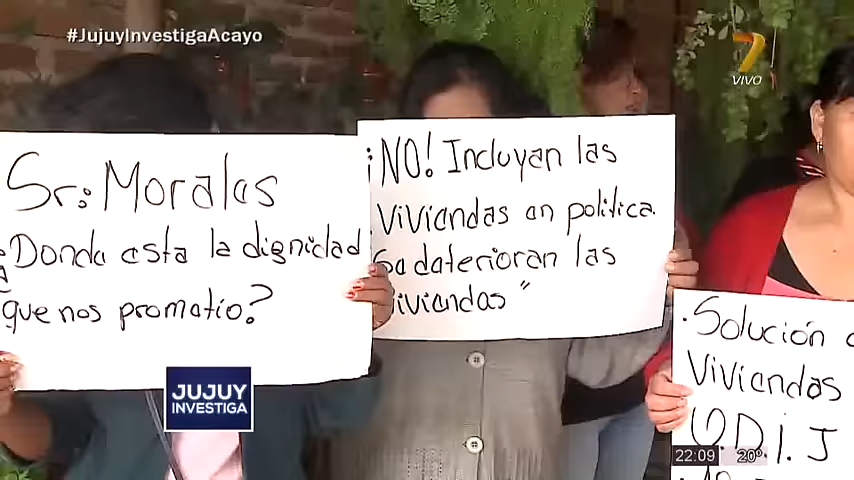 #JujuyInvestigaAcayo
7
VIVO
Sr: Morales
¿Donde esta la dignidad
que nos prometio?
¡NO! Incluyan las
viviendas en politica.
Se deterioran las
viviendas"
.Solución
Viviendas
JUJUY
INVESTIGA
22:09 20°